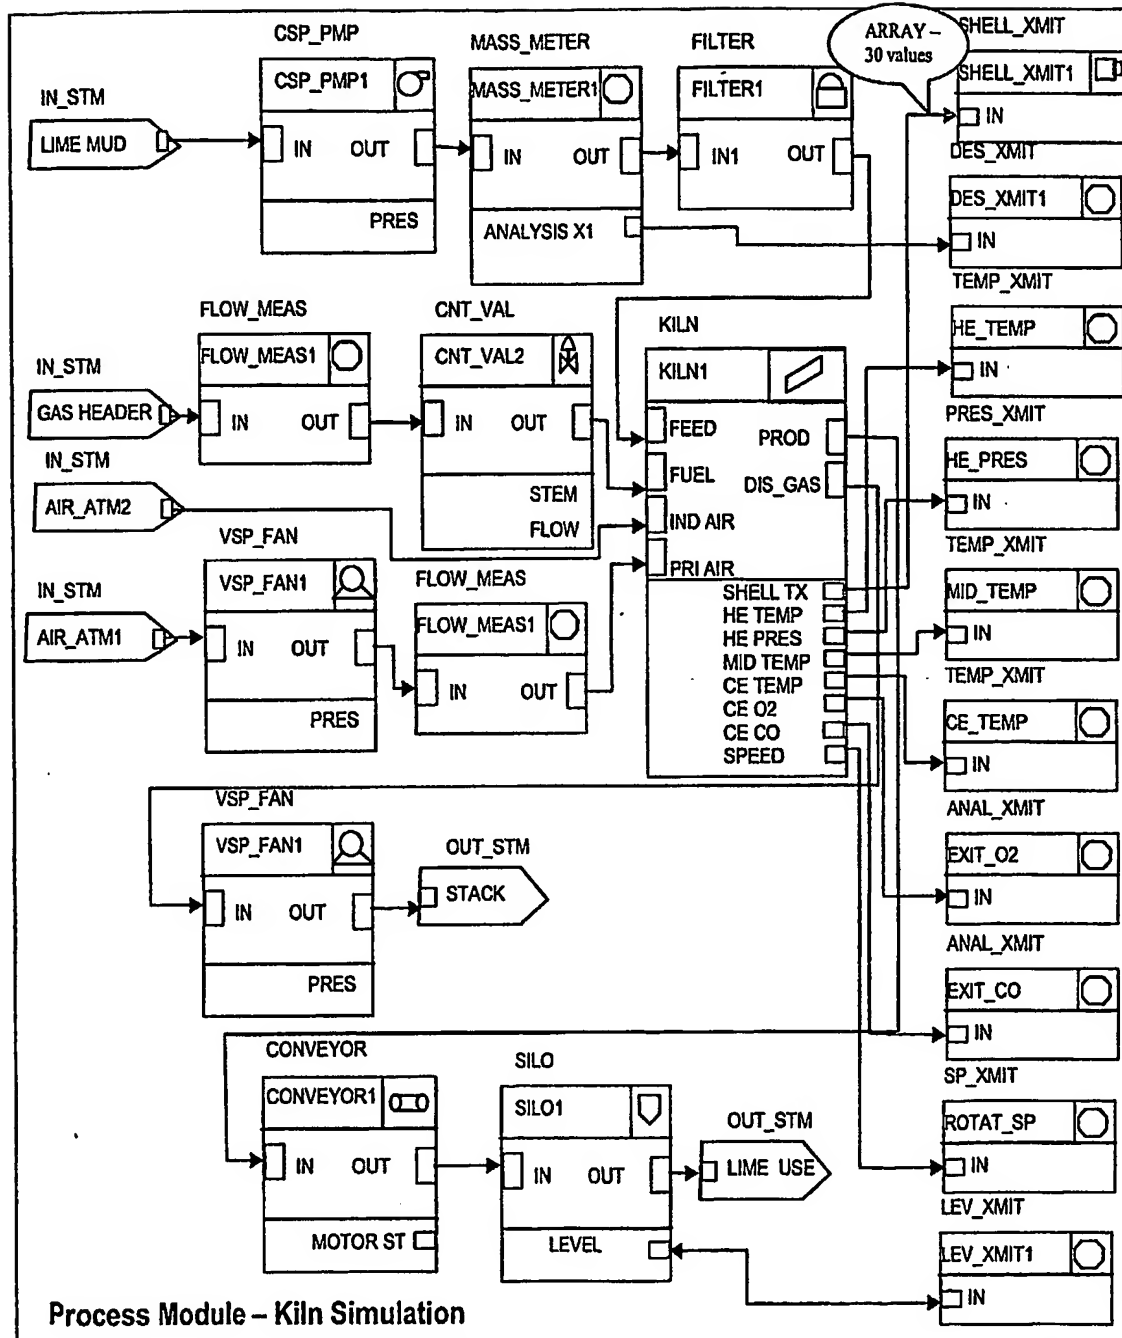 CSP_PMP
MASS_METER
FILTER
ARRAY –
30 values
SHELL_XMIT
CSP_PMP1
MASS_METER1
FILTER1
SHELL_XMIT1
IN_STM
LIME MUD
IN OUT
IN OUT
IN1 OUT
IN
DES_XMIT
PRES
ANALYSIS X1
DES_XMIT1
IN
TEMP_XMIT
FLOW_MEAS
CNT_VAL
KILN
HE_TEMP
FLOW_MEAS1
CNT_VAL2
KILN1
IN
IN_STM
GAS HEADER
IN OUT
IN OUT
FEED PROD
PRES_XMIT
IN_STM
FUEL DIS_GAS
HE_PRES
AIR_ATM2
STEM
FLOW
IND AIR
IN
VSP_FAN
PRI AIR
TEMP_XMIT
VSP_FAN1
FLOW_MEAS
SHELL TX
HE TEMP
HE PRES
MID TEMP
CE TEMP
CE O2
CE CO
SPEED
MID_TEMP
IN
IN_STM
AIR_ATM1
IN OUT
FLOW_MEAS1
IN OUT
PRES
TEMP_XMIT
CE_TEMP
IN
VSP_FAN
ANAL_XMIT
VSP_FAN1
OUT_STM
EXIT_O2
STACK
IN OUT
IN
ANAL_XMIT
PRES
EXIT_CO
IN
CONVEYOR
SILO
SP_XMIT
CONVEYOR1
SILO1
OUT_STM
ROTAT_SP
IN OUT
IN OUT
LIME USE
IN
LEV_XMIT
MOTOR ST
LEVEL
LEV_XMIT1
IN
Process Module – Kiln Simulation